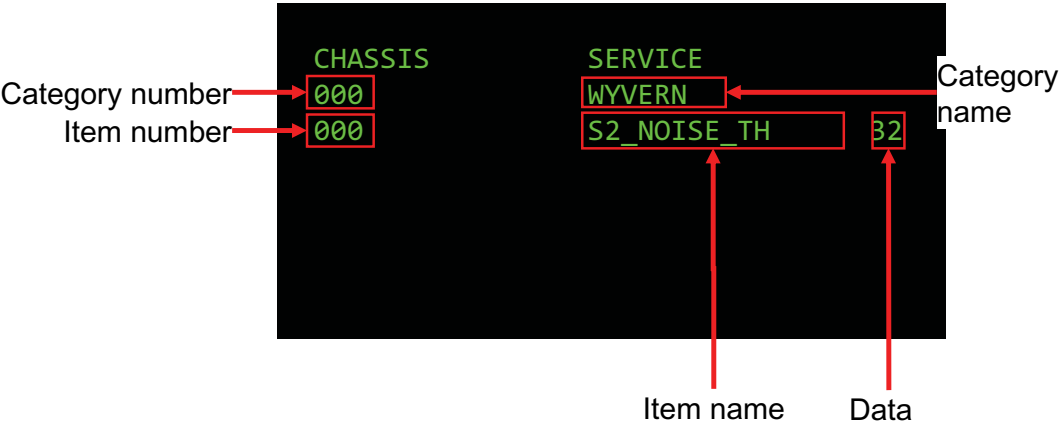 CHASSIS SERVICE
Category number 000 WYVERN Category name
Item number 000 S2_NOISE_TH 32
Item name Data